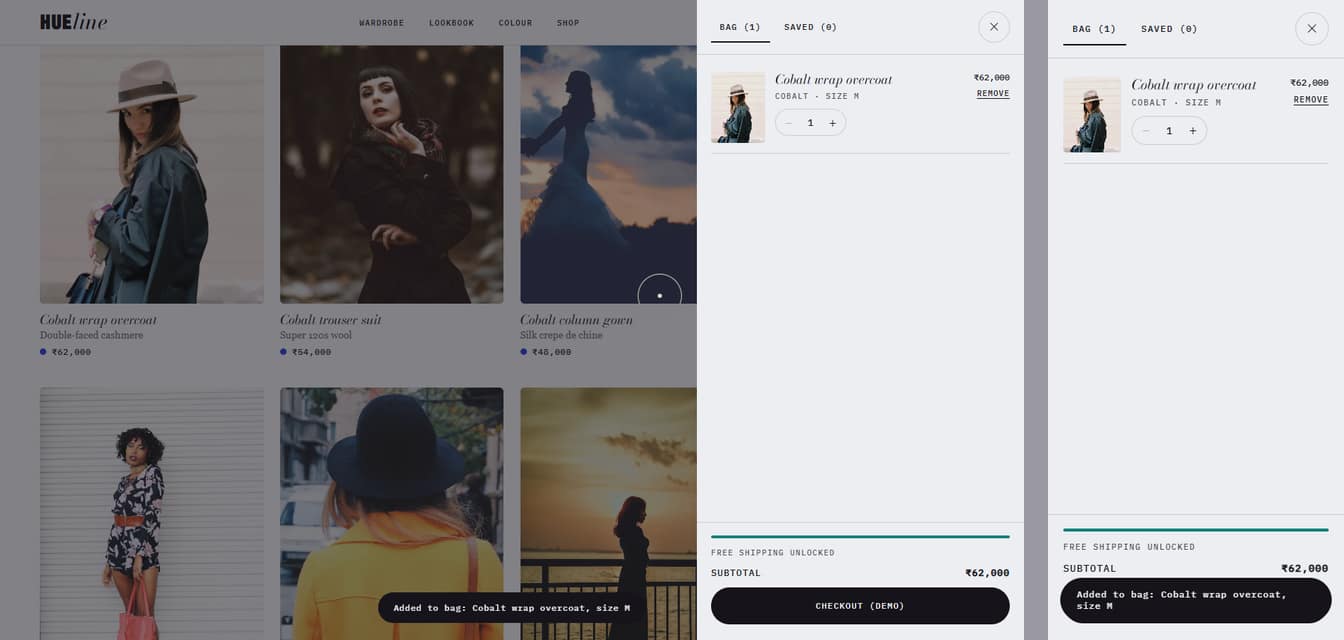 HUEline
WARDROBE LOOKBOOK COLOUR SHOP
Cobalt wrap overcoat
Double-faced cashmere
₹62,000
Cobalt trouser suit
Super 120s wool
₹54,000
Cobalt column gown
Silk crepe de chine
₹48,000
Added to bag: Cobalt wrap overcoat, size M
BAG (1) SAVED (0)
Cobalt wrap overcoat ₹62,000
COBALT · SIZE M REMOVE
− 1 +
FREE SHIPPING UNLOCKED
SUBTOTAL ₹62,000
CHECKOUT (DEMO)
BAG (1) SAVED (0)
Cobalt wrap overcoat ₹62,000
COBALT · SIZE M REMOVE
− 1 +
FREE SHIPPING UNLOCKED
SUBTOTAL ₹62,000
Added to bag: Cobalt wrap overcoat,
size M